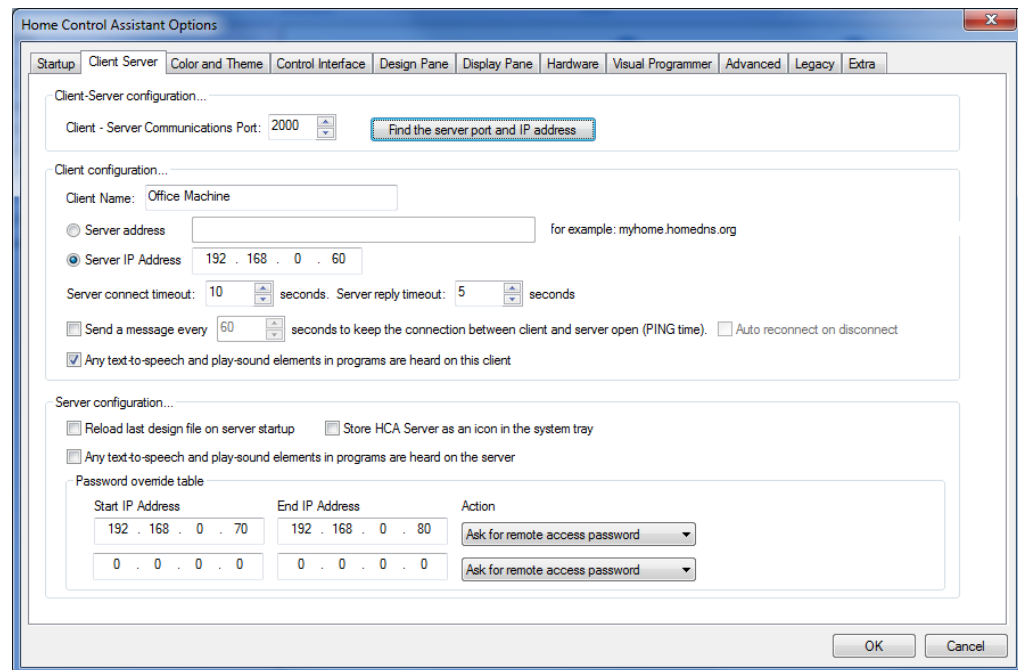 Home Control Assistant Options
Startup Client Server Color and Theme Control Interface Design Pane Display Pane Hardware Visual Programmer Advanced Legacy Extra
Client-Server configuration...
Client - Server Communications Port: 2000 Find the server port and IP address
Client configuration...
Client Name: Office Machine
Server address for example: myhome.homedns.org
Server IP Address 192 . 168 . 0 . 60
Server connect timeout: 10 seconds. Server reply timeout: 5 seconds
Send a message every 60 seconds to keep the connection between client and server open (PING time). Auto reconnect on disconnect
Any text-to-speech and play-sound elements in programs are heard on this client
Server configuration...
Reload last design file on server startup Store HCA Server as an icon in the system tray
Any text-to-speech and play-sound elements in programs are heard on the server
Password override table
Start IP Address End IP Address Action
192 . 168 . 0 . 70 192 . 168 . 0 . 80 Ask for remote access password
0 . 0 . 0 . 0 0 . 0 . 0 . 0 Ask for remote access password
OK Cancel